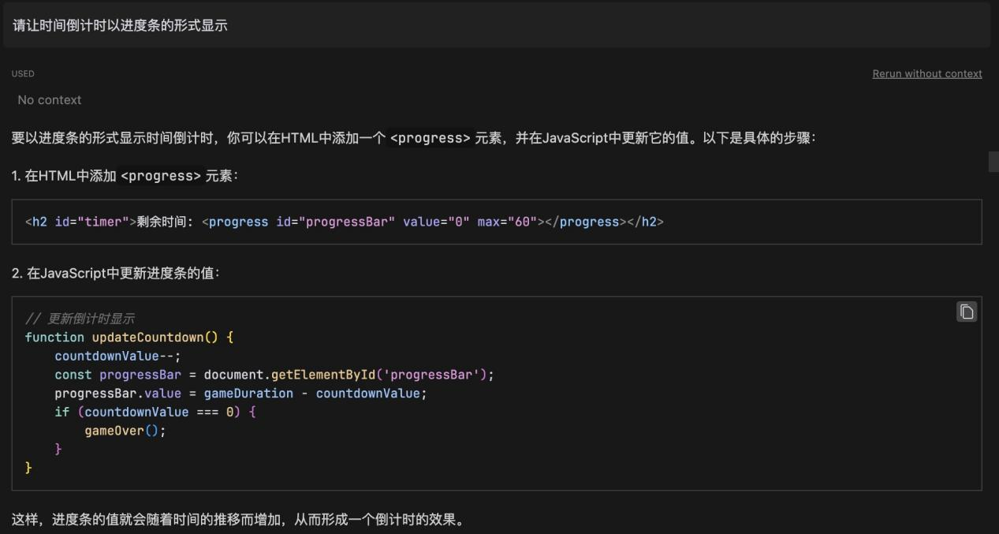 请让时间倒计时以进度条的形式显示
USED
Rerun without context
No context
要以进度条的形式显示时间倒计时，你可以在HTML中添加一个 <progress> 元素，并在JavaScript中更新它的值。以下是具体的步骤：
1. 在HTML中添加 <progress> 元素：
<h2 id="timer">剩余时间: <progress id="progressBar" value="0" max="60"></progress></h2>
2. 在JavaScript中更新进度条的值：
// 更新倒计时显示
function updateCountdown() {
    countdownValue--;
    const progressBar = document.getElementById('progressBar');
    progressBar.value = gameDuration - countdownValue;
    if (countdownValue === 0) {
        gameOver();
    }
}
这样，进度条的值就会随着时间的推移而增加，从而形成一个倒计时的效果。